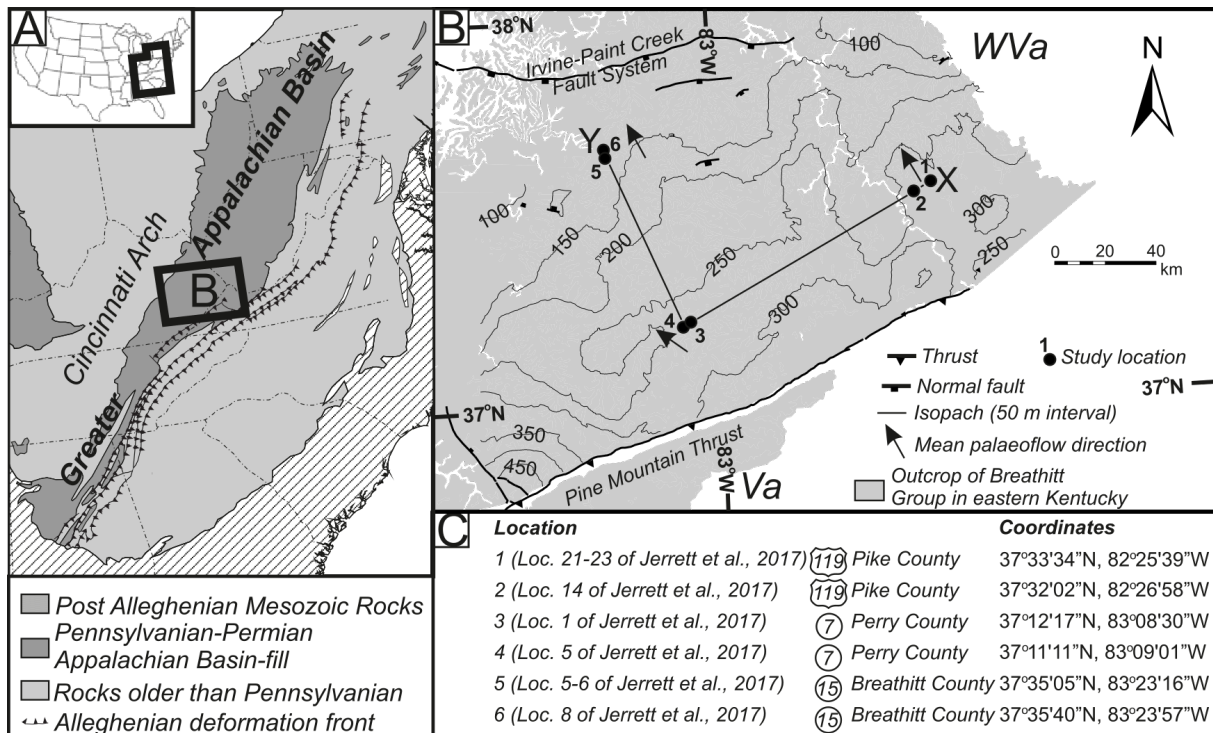 A
Cincinnati Arch
Greater
Appalachian Basin
B
Post Alleghenian Mesozoic Rocks
Pennsylvanian-Permian
Appalachian Basin-fill
Rocks older than Pennsylvanian
Alleghenian deformation front
B
38°N
83°W
WVa
N
Irvine-Paint Creek
Fault System
100
Y
6
5
1
X
2
300
250
100
150
200
250
300
4
3
0 20 40
km
37°N
37°N
350
450
Pine Mountain Thrust
83°W
Va
Thrust
1
Study location
Normal fault
Isopach (50 m interval)
Mean palaeoflow direction
Outcrop of Breathitt
Group in eastern Kentucky
C
Location Coordinates
1 (Loc. 21-23 of Jerrett et al., 2017) 119 Pike County 37°33'34”N, 82°25'39”W
2 (Loc. 14 of Jerrett et al., 2017) 119 Pike County 37°32'02”N, 82°26'58”W
3 (Loc. 1 of Jerrett et al., 2017) 7 Perry County 37°12'17”N, 83°08'30”W
4 (Loc. 5 of Jerrett et al., 2017) 7 Perry County 37°11'11”N, 83°09'01”W
5 (Loc. 5-6 of Jerrett et al., 2017) 15 Breathitt County 37°35'05”N, 83°23'16”W
6 (Loc. 8 of Jerrett et al., 2017) 15 Breathitt County 37°35'40”N, 83°23'57”W